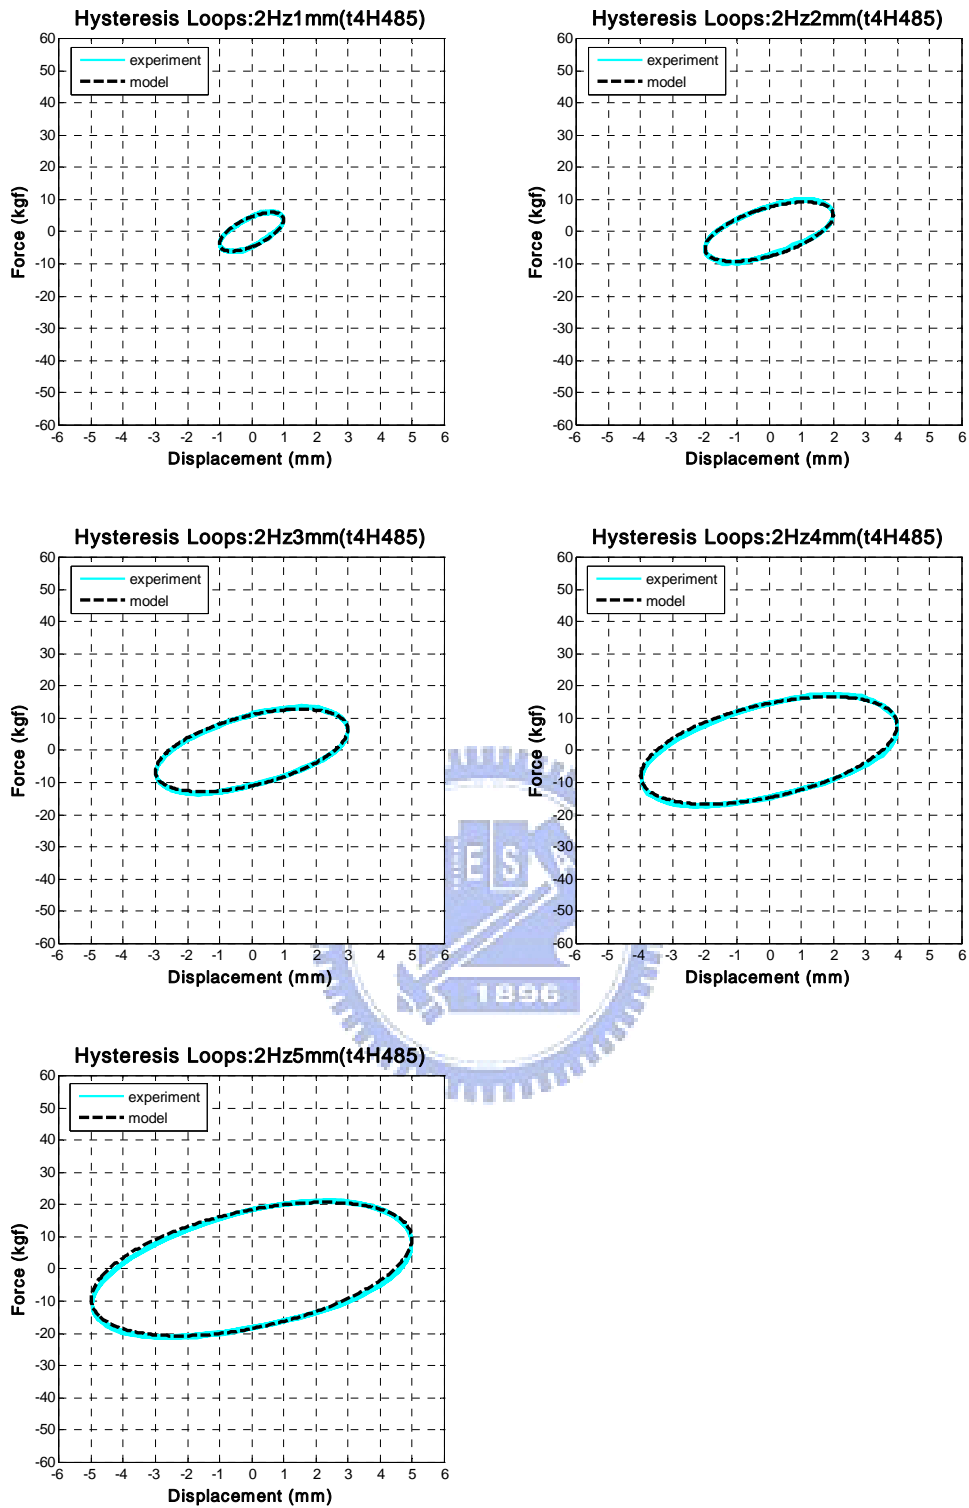 Hysteresis Loops:2Hz1mm(t4H485)
60
50
40
30
20
10
0
-10
-20
-30
-40
-50
-60
experiment
model
Force (kgf)
-6 -5 -4 -3 -2 -1 0 1 2 3 4 5 6
Displacement (mm)
Hysteresis Loops:2Hz2mm(t4H485)
60
50
40
30
20
10
0
-10
-20
-30
-40
-50
-60
experiment
model
Force (kgf)
-6 -5 -4 -3 -2 -1 0 1 2 3 4 5 6
Displacement (mm)
Hysteresis Loops:2Hz3mm(t4H485)
60
50
40
30
20
10
0
-10
-20
-30
-40
-50
-60
experiment
model
Force (kgf)
-6 -5 -4 -3 -2 -1 0 1 2 3 4 5 6
Displacement (mm)
Hysteresis Loops:2Hz4mm(t4H485)
60
50
40
30
20
10
0
-10
-20
-30
-40
-50
-60
experiment
model
Force (kgf)
-6 -5 -4 -3 -2 -1 0 1 2 3 4 5 6
Displacement (mm)
ES
1896
Hysteresis Loops:2Hz5mm(t4H485)
60
50
40
30
20
10
0
-10
-20
-30
-40
-50
-60
experiment
model
Force (kgf)
-6 -5 -4 -3 -2 -1 0 1 2 3 4 5 6
Displacement (mm)